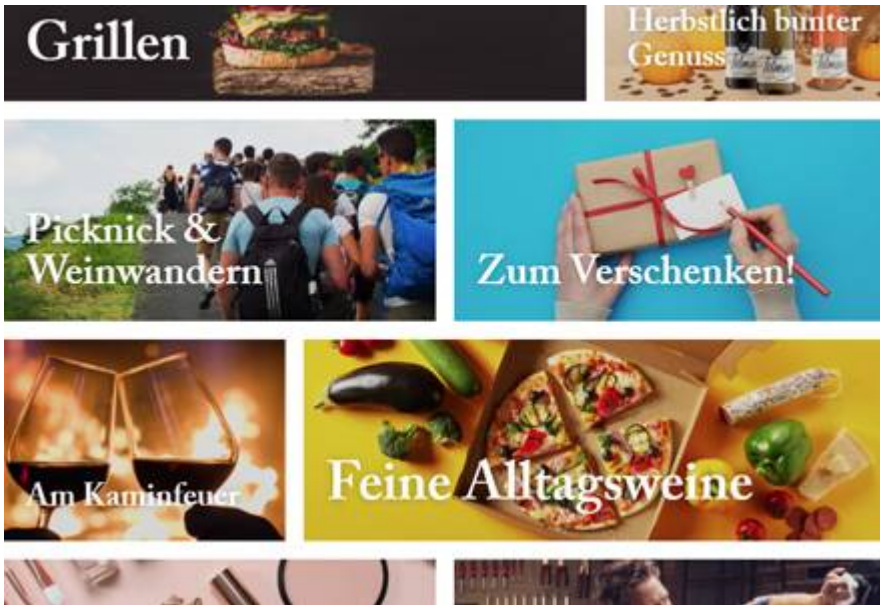 Grillen
Herbstlich bunter
Genuss
Picknick &
Weinwandern
Zum Verschenken!
Am Kaminfeuer
Feine Alltagsweine